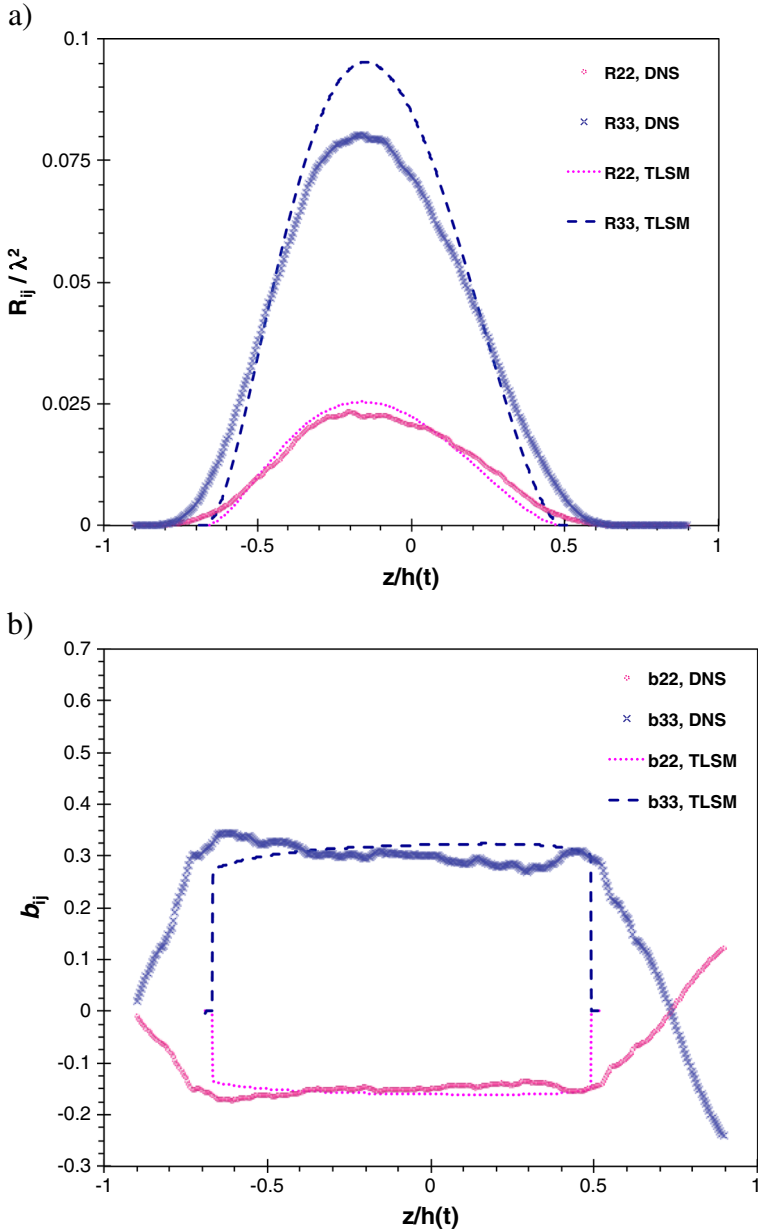 a)
0.1
0.075
0.05
0.025
0
R_ij / λ²
R22, DNS
R33, DNS
R22, TLSM
R33, TLSM
-1
-0.5
0
0.5
1
z/h(t)
b)
0.7
0.6
0.5
0.4
0.3
0.2
0.1
0
-0.1
-0.2
-0.3
b_ij
b22, DNS
b33, DNS
b22, TLSM
b33, TLSM
-1
-0.5
0
0.5
1
z/h(t)